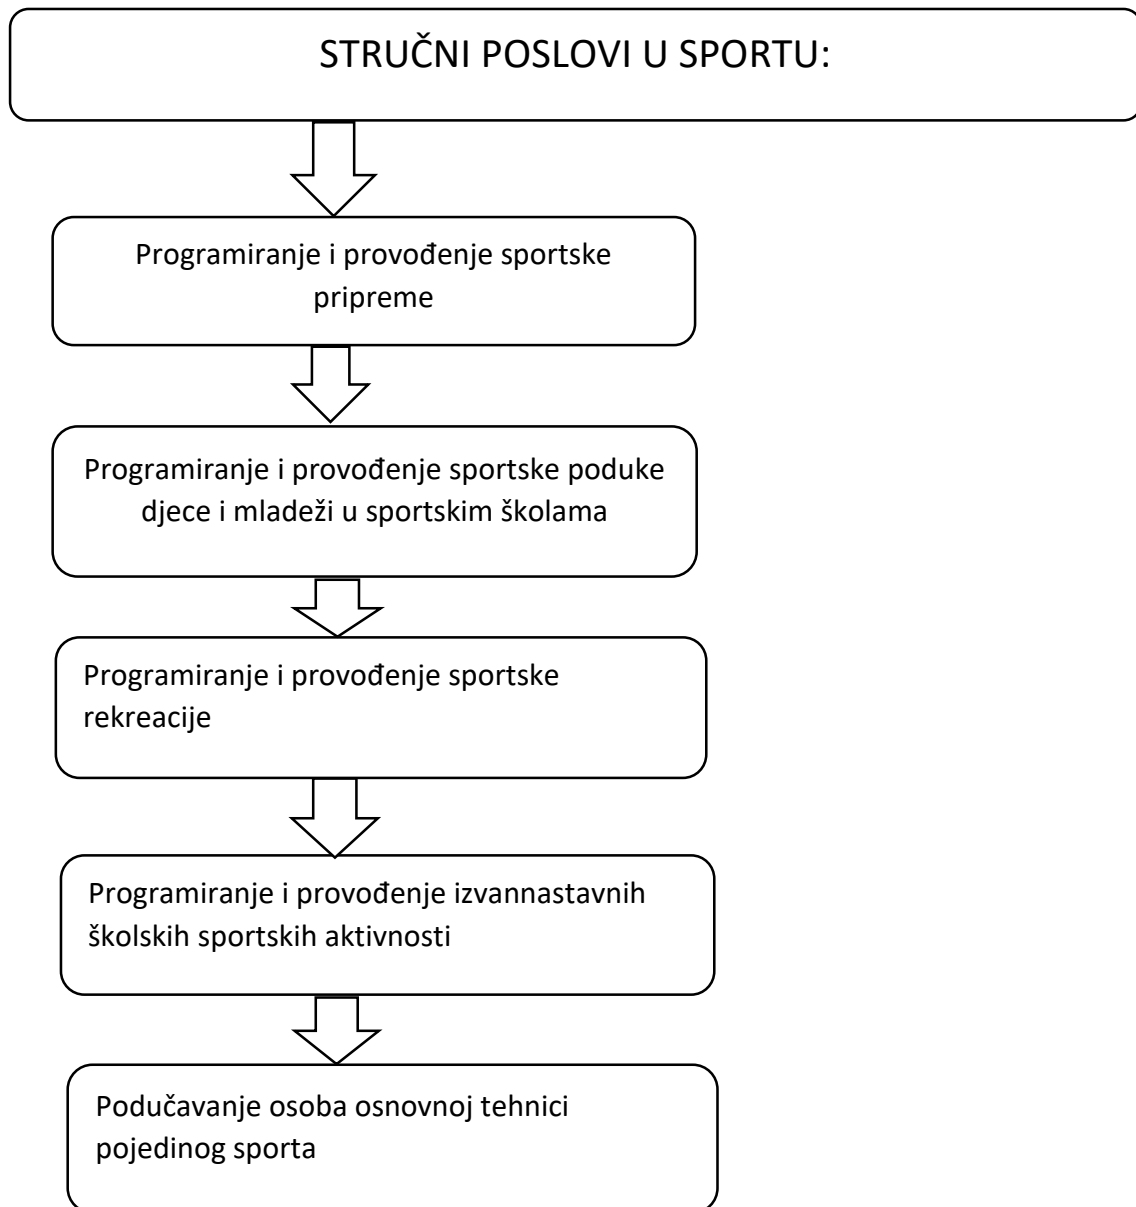 STRUČNI POSLOVI U SPORTU:
Programiranje i provođenje sportske
pripreme
Programiranje i provođenje sportske poduke
djece i mladeži u sportskim školama
Programiranje i provođenje sportske
rekreacije
Programiranje i provođenje izvannastavnih
školskih sportskih aktivnosti
Podučavanje osoba osnovnoj tehnici
pojedinog sporta